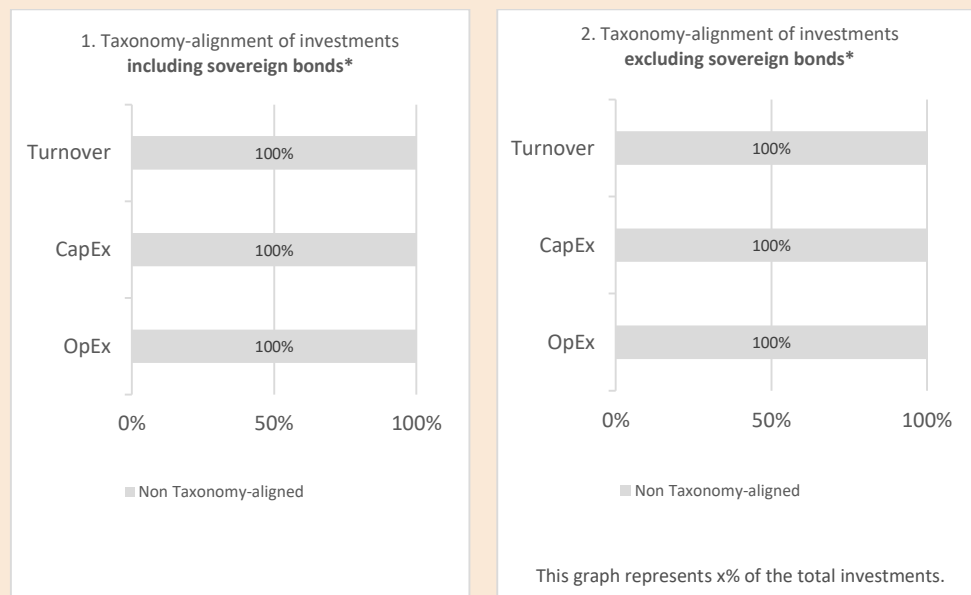 1. Taxonomy-alignment of investments
including sovereign bonds*
Turnover
100%
CapEx
100%
OpEx
100%
0%
50%
100%
Non Taxonomy-aligned
2. Taxonomy-alignment of investments
excluding sovereign bonds*
Turnover
100%
CapEx
100%
OpEx
100%
0%
50%
100%
Non Taxonomy-aligned
This graph represents x% of the total investments.